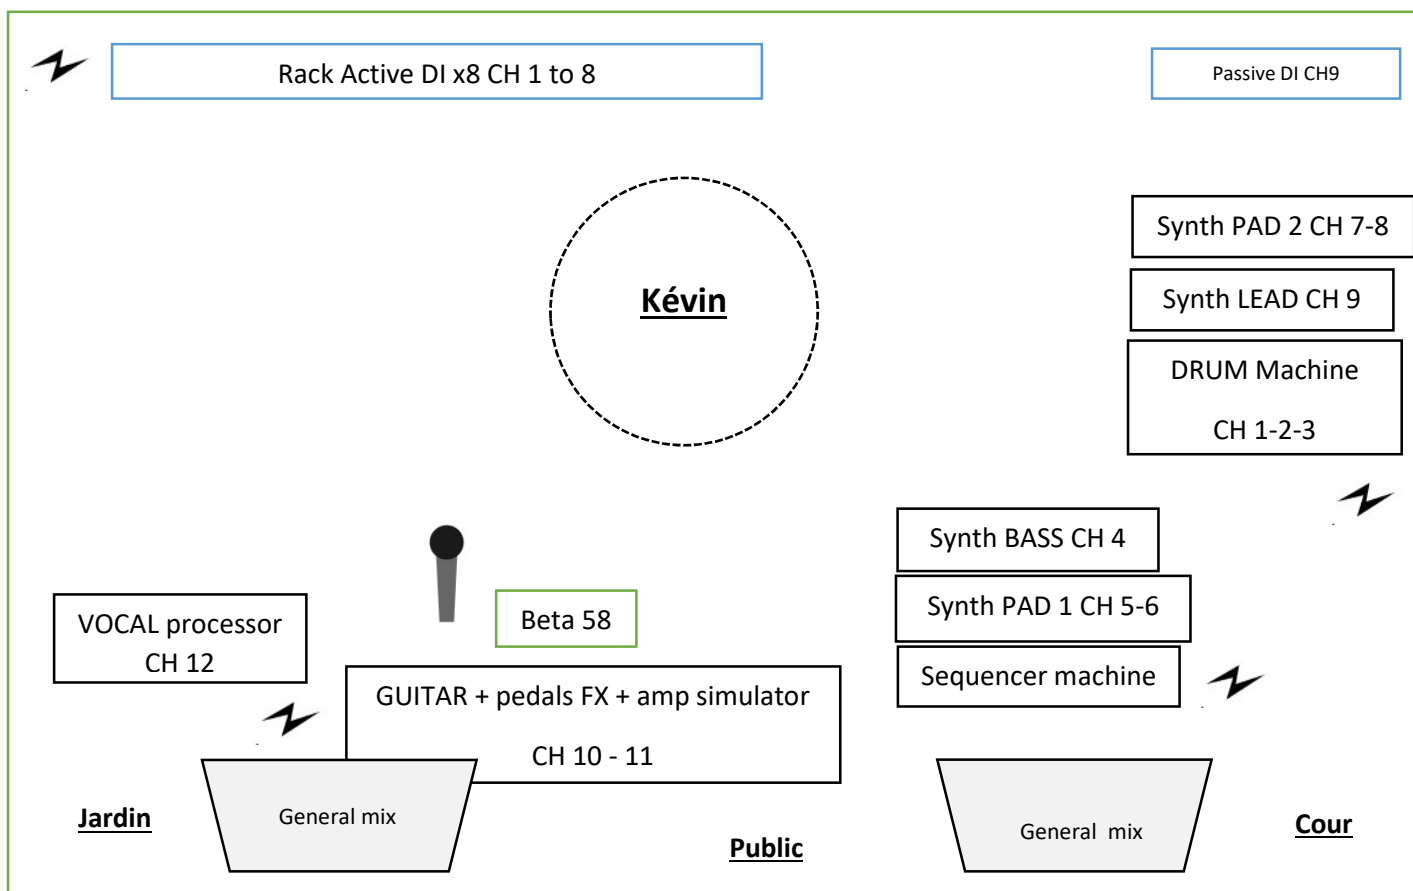 Rack Active DI x8 CH 1 to 8
Passive DI CH9
Synth PAD 2 CH 7-8
Kévin
Synth LEAD CH 9
DRUM Machine
CH 1-2-3
Synth BASS CH 4
Synth PAD 1 CH 5-6
Beta 58
VOCAL processor
CH 12
Sequencer machine
GUITAR + pedals FX + amp simulator
CH 10 - 11
Jardin
General mix
Public
General mix
Cour